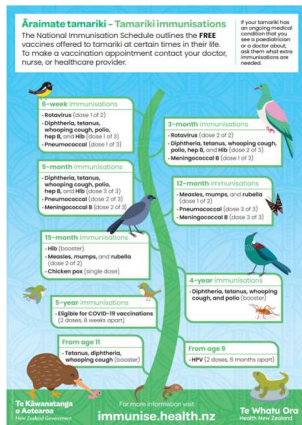 Āraimate tamariki – Tamariki immunisations
The National Immunisation Schedule outlines the FREE
vaccines offered to tamariki at certain times in their life.
To make a vaccination appointment contact your doctor,
nurse, or healthcare provider.
If your tamariki has
an ongoing medical
condition that you
see a paediatrician
or a doctor about,
ask them what extra
immunisations are
needed.
6-week immunisations
• Rotavirus (dose 1 of 2)
• Diphtheria, tetanus,
whooping cough, polio,
hep B, and Hib (dose 1 of 3)
• Pneumococcal (dose 1 of 3)
3-month immunisations
• Rotavirus (dose 2 of 2)
• Diphtheria, tetanus, whooping cough,
polio, hep B, and Hib (dose 2 of 3)
• Meningococcal B (dose 1 of 3)
5-month immunisations
• Diphtheria, tetanus,
whooping cough, polio,
hep B, and Hib (dose 3 of 3)
• Pneumococcal (dose 2 of 3)
• Meningococcal B (dose 2 of 3)
12-month immunisations
• Measles, mumps, and rubella
(dose 1 of 2)
• Pneumococcal (dose 3 of 3)
• Meningococcal B (dose 3 of 3)
15-month immunisations
• Hib (booster)
• Measles, mumps, and rubella
(dose 2 of 2)
• Chicken pox (single dose)
4-year immunisations
• Diphtheria, tetanus, whooping
cough, and polio (booster)
5-year immunisations
• Eligible for COVID-19 vaccinations
(2 doses, 8 weeks apart)
From age 11
• Tetanus, diphtheria,
whooping cough (booster)
From age 9
• HPV (2 doses, 6 months apart)
Te Kāwanatanga
o Aotearoa
New Zealand Government
For more information visit
immunise.health.nz
Te Whatu Ora
Health New Zealand